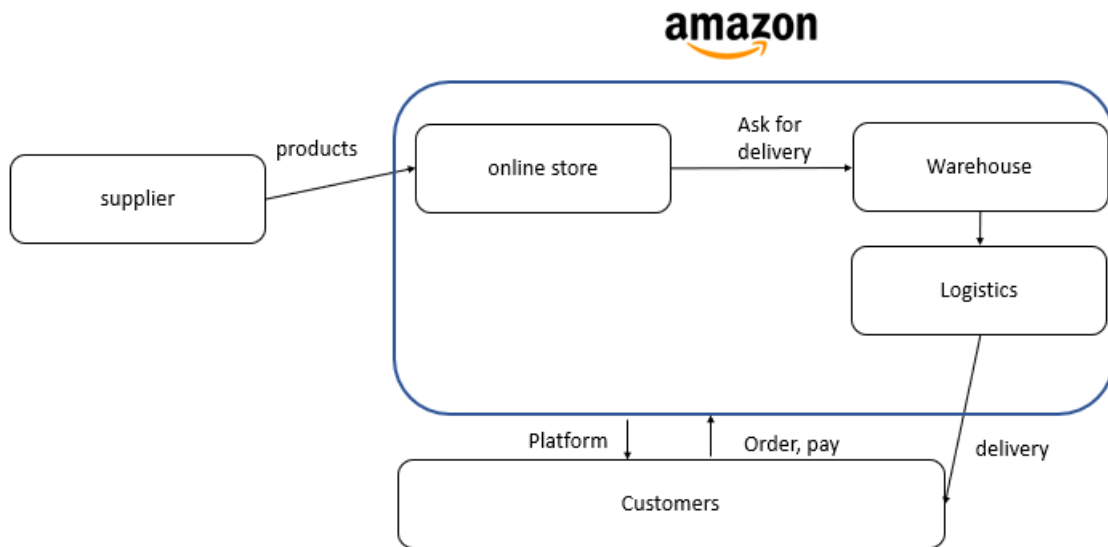 amazon
products
supplier
online store
Ask for
delivery
Warehouse
Logistics
Platform
Order, pay
delivery
Customers